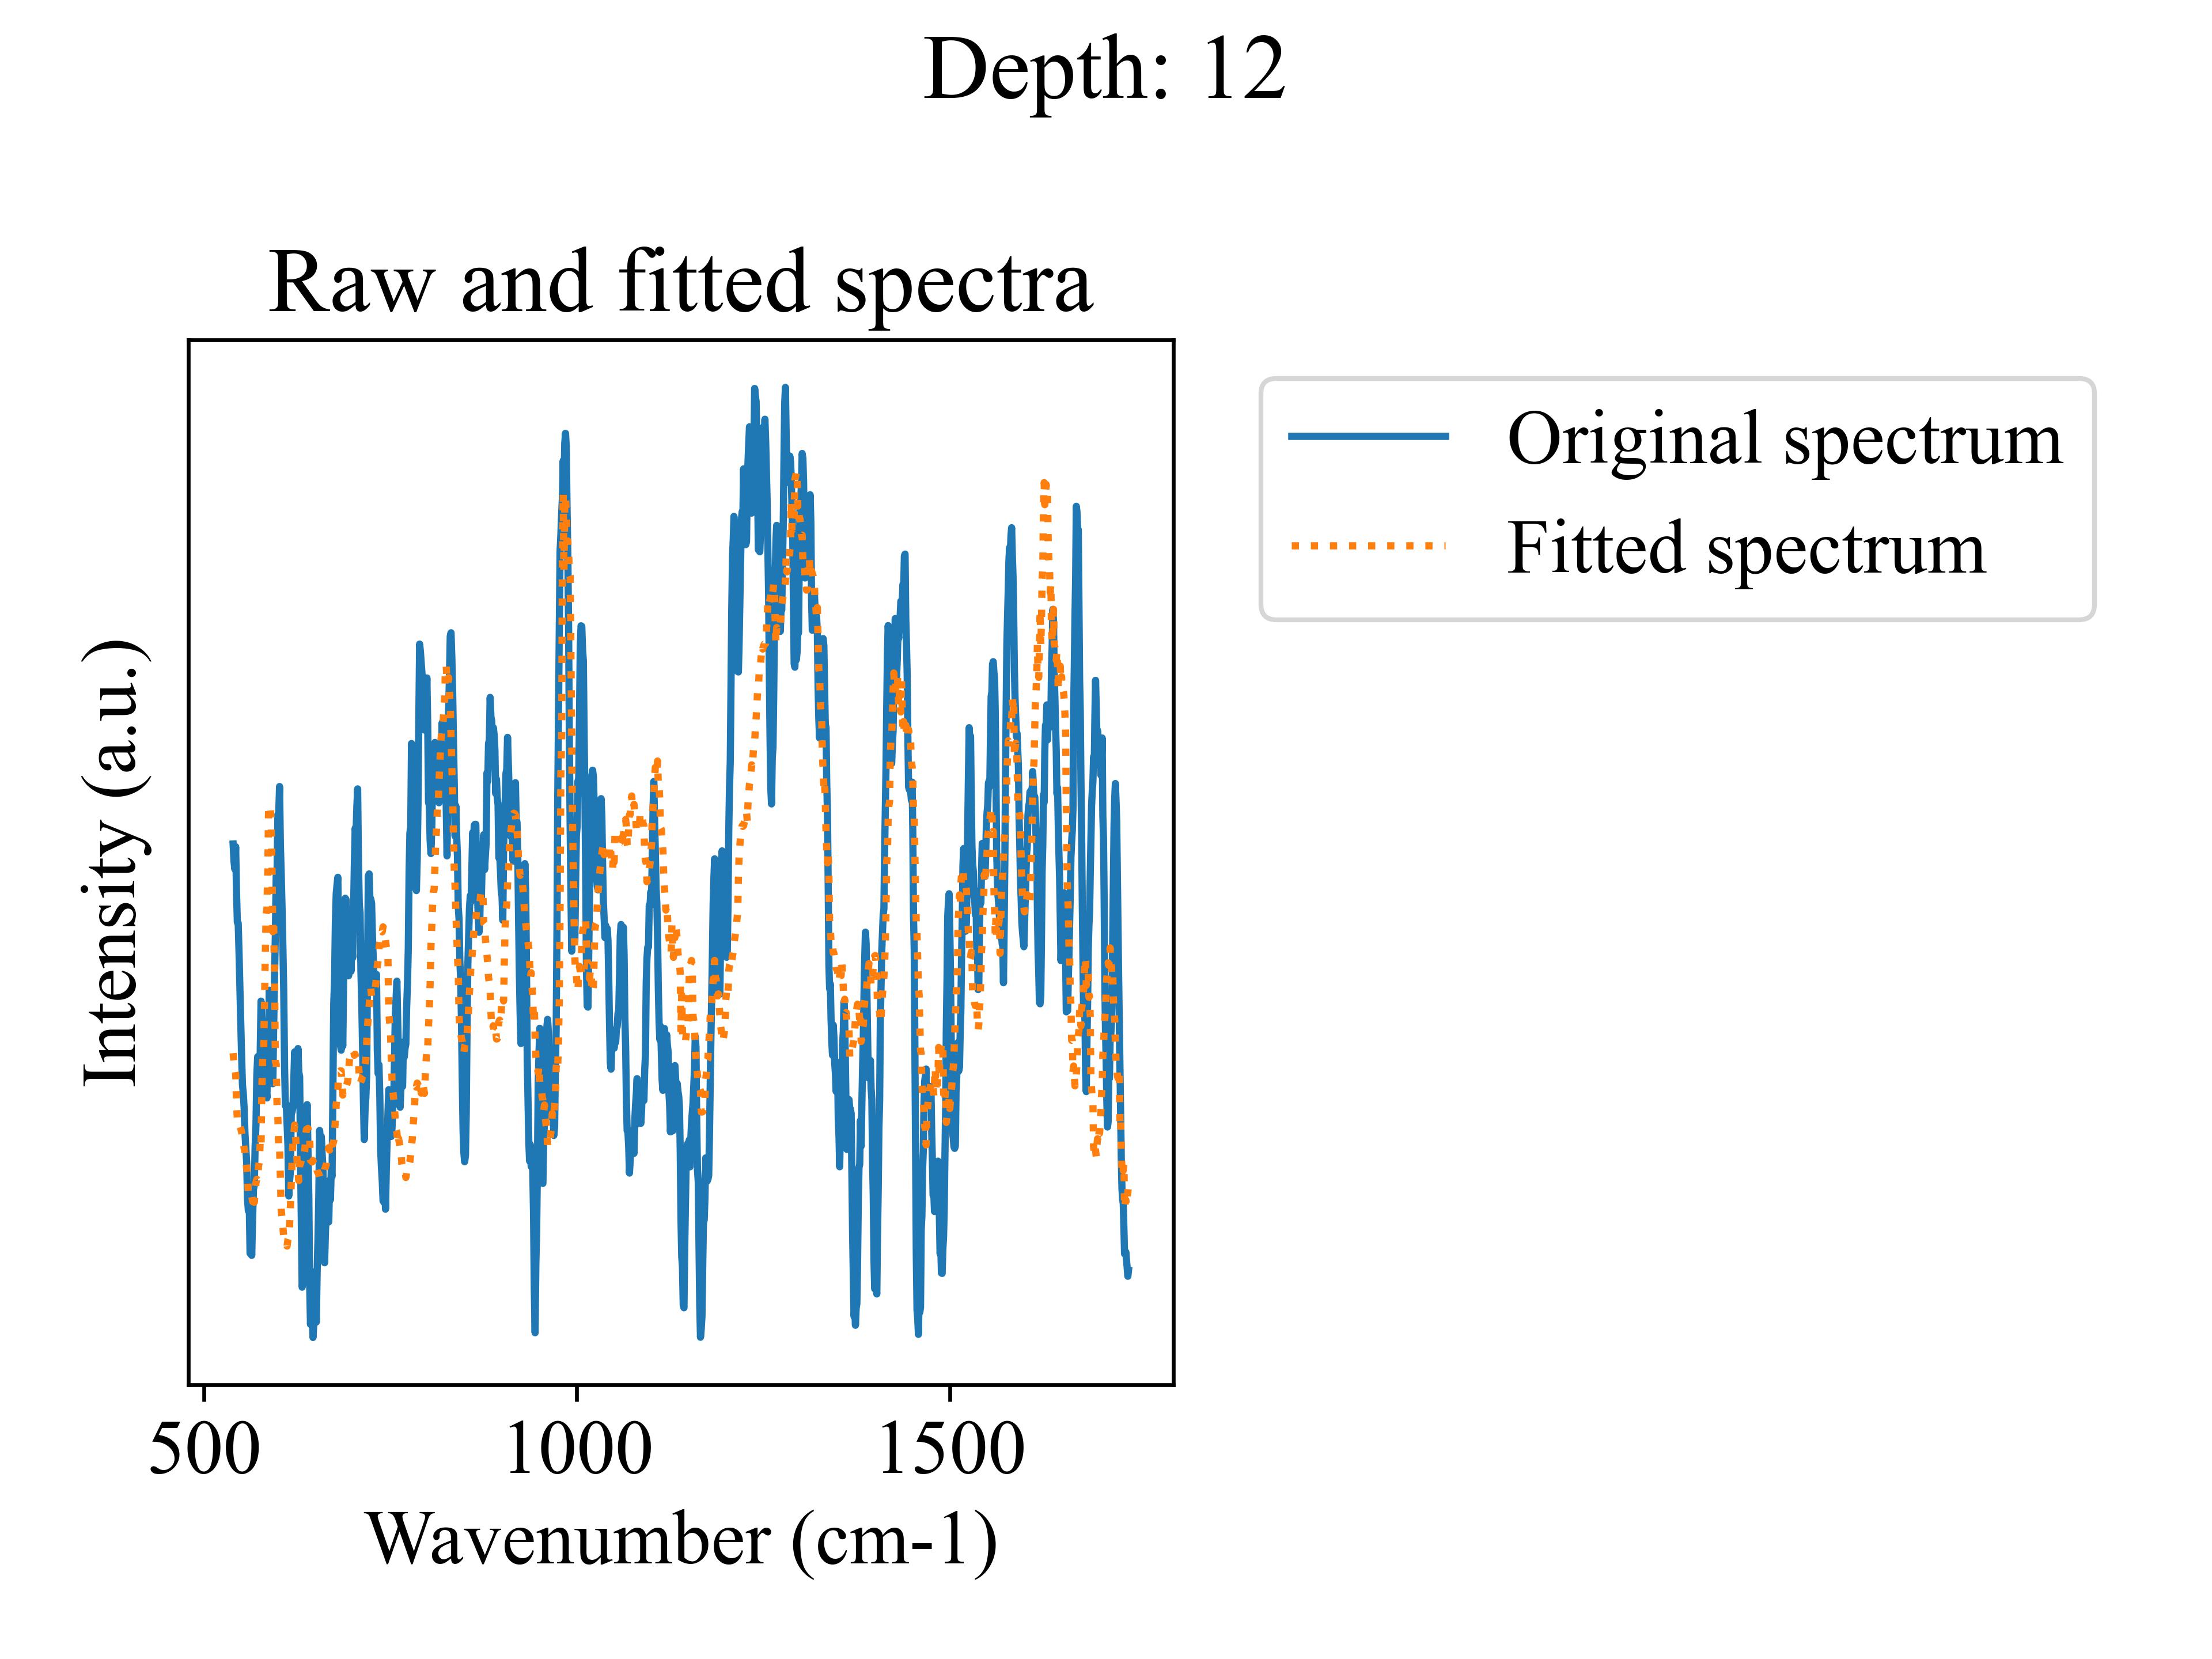 Depth: 12
Raw and fitted spectra
Original spectrum
Fitted spectrum
Intensity (a.u.)
500 1000 1500
Wavenumber (cm-1)